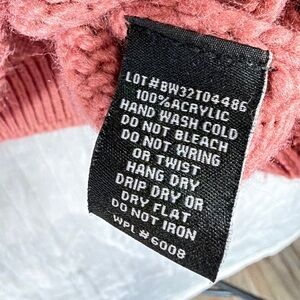 LOT#BW32T04486
100%ACRYLIC
HAND WASH COLD
DO NOT BLEACH
DO NOT WRING
OR TWIST
HANG DRY
DRIP DRY OR
DRY FLAT
DO NOT IRON
WPL # 6008